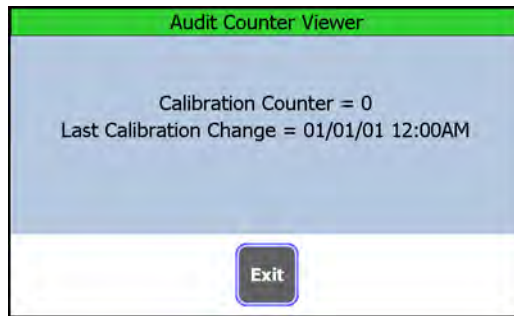 Audit Counter Viewer
Calibration Counter = 0
Last Calibration Change = 01/01/01 12:00AM
Exit